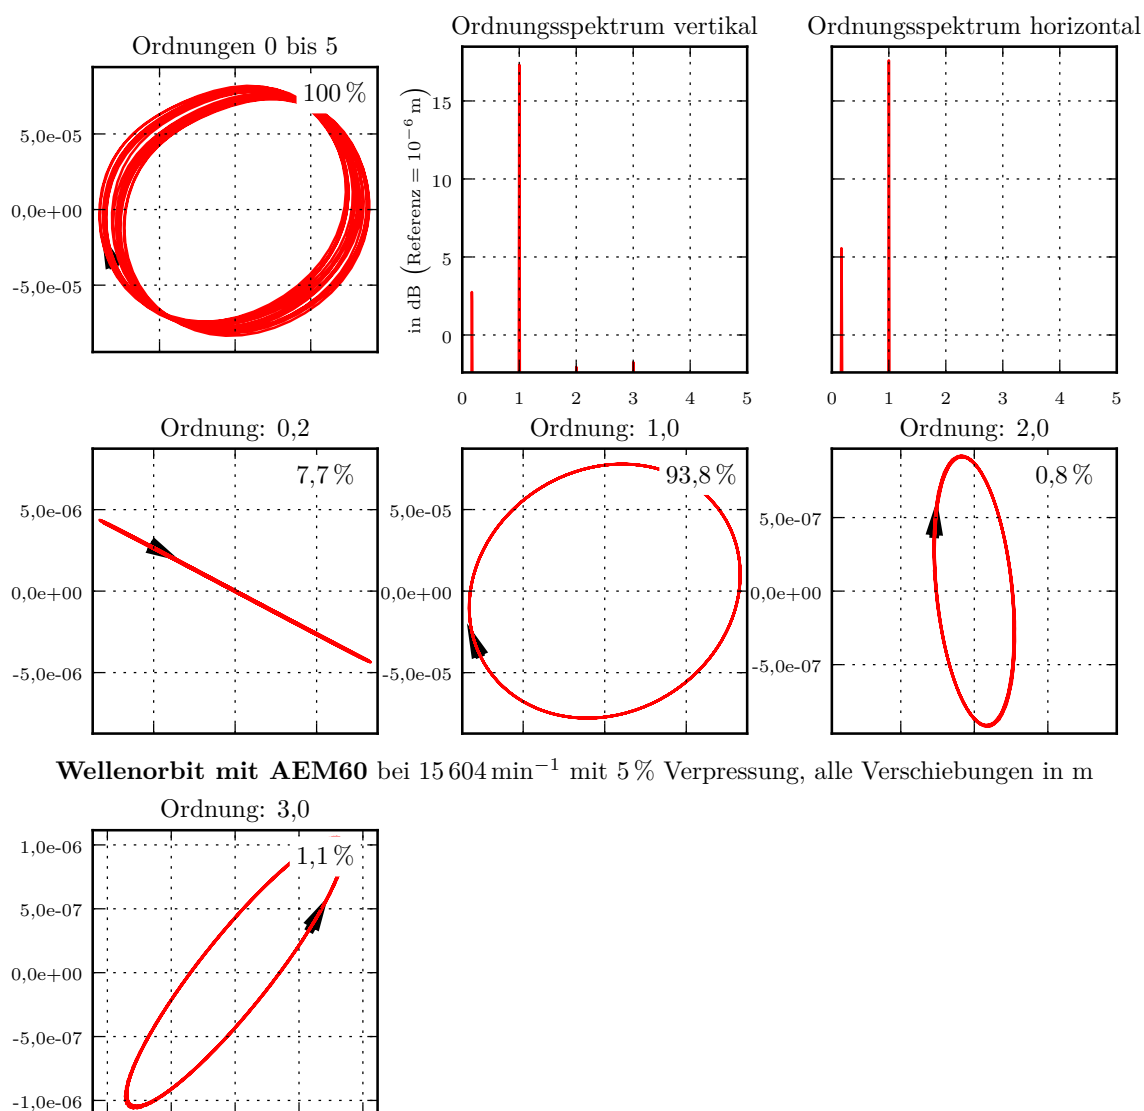 Ordnungen 0 bis 5
100 %
5,0e-05
0,0e+00
-5,0e-05
Ordnungsspektrum vertikal
in dB (Referenz = 10⁻⁶ m)
15
10
5
0
0 1 2 3 4 5
Ordnungsspektrum horizontal
0 1 2 3 4 5
Ordnung: 0,2
7,7 %
5,0e-06
0,0e+00
-5,0e-06
Ordnung: 1,0
93,8 %
5,0e-05
0,0e+00
-5,0e-05
Ordnung: 2,0
0,8 %
5,0e-07
0,0e+00
-5,0e-07
Wellenorbit mit AEM60 bei 15 604 min⁻¹ mit 5 % Verpressung, alle Verschiebungen in m
Ordnung: 3,0
1,1 %
1,0e-06
5,0e-07
0,0e+00
-5,0e-07
-1,0e-06